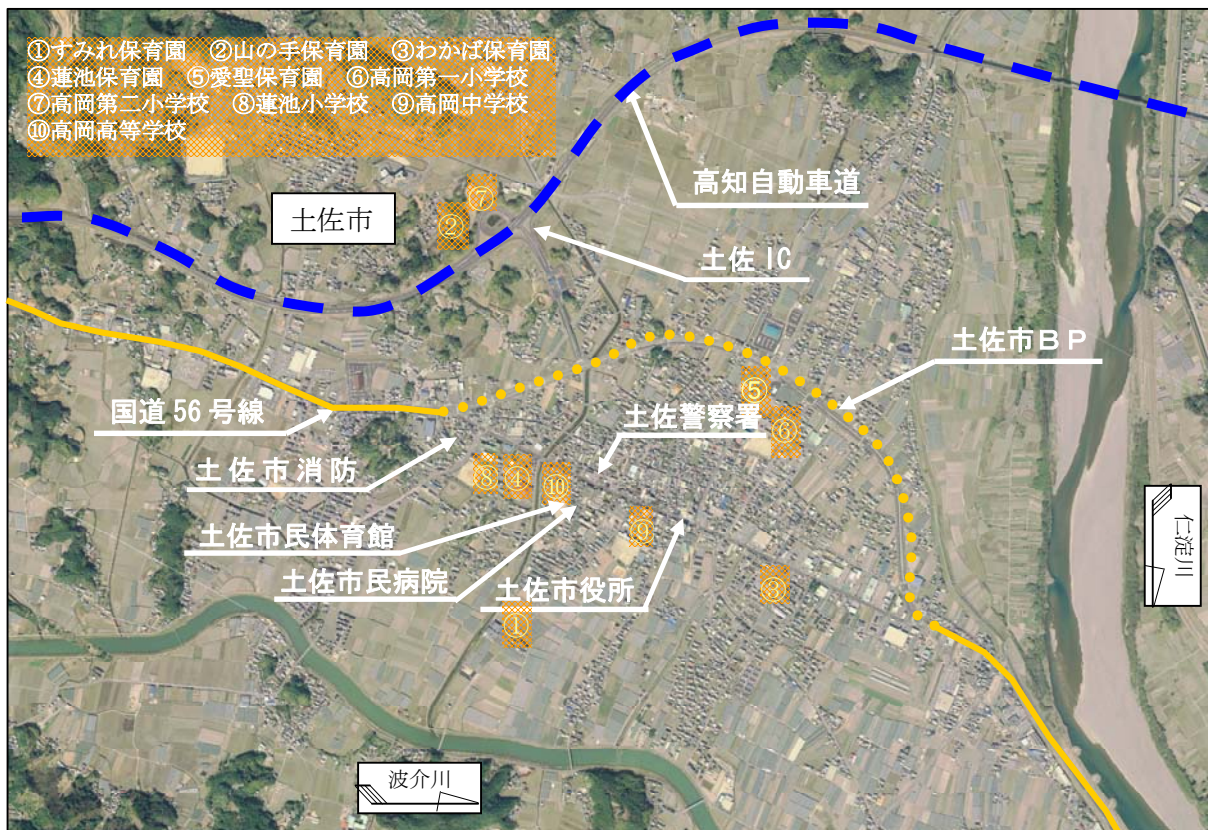 ①すみれ保育園 ②山の手保育園 ③わかば保育園
④蓮池保育園 ⑤愛聖保育園 ⑥高岡第一小学校
⑦高岡第二小学校 ⑧蓮池小学校 ⑨高岡中学校
⑩高岡高等学校
高知自動車道
⑦
②
土佐市
土佐IC
土佐市BP
⑤
国道56号線
土佐警察署
⑥
土佐市消防
⑧
④
⑩
土佐市民体育館
⑨
仁淀川
土佐市民病院
土佐市役所
③
①
波介川